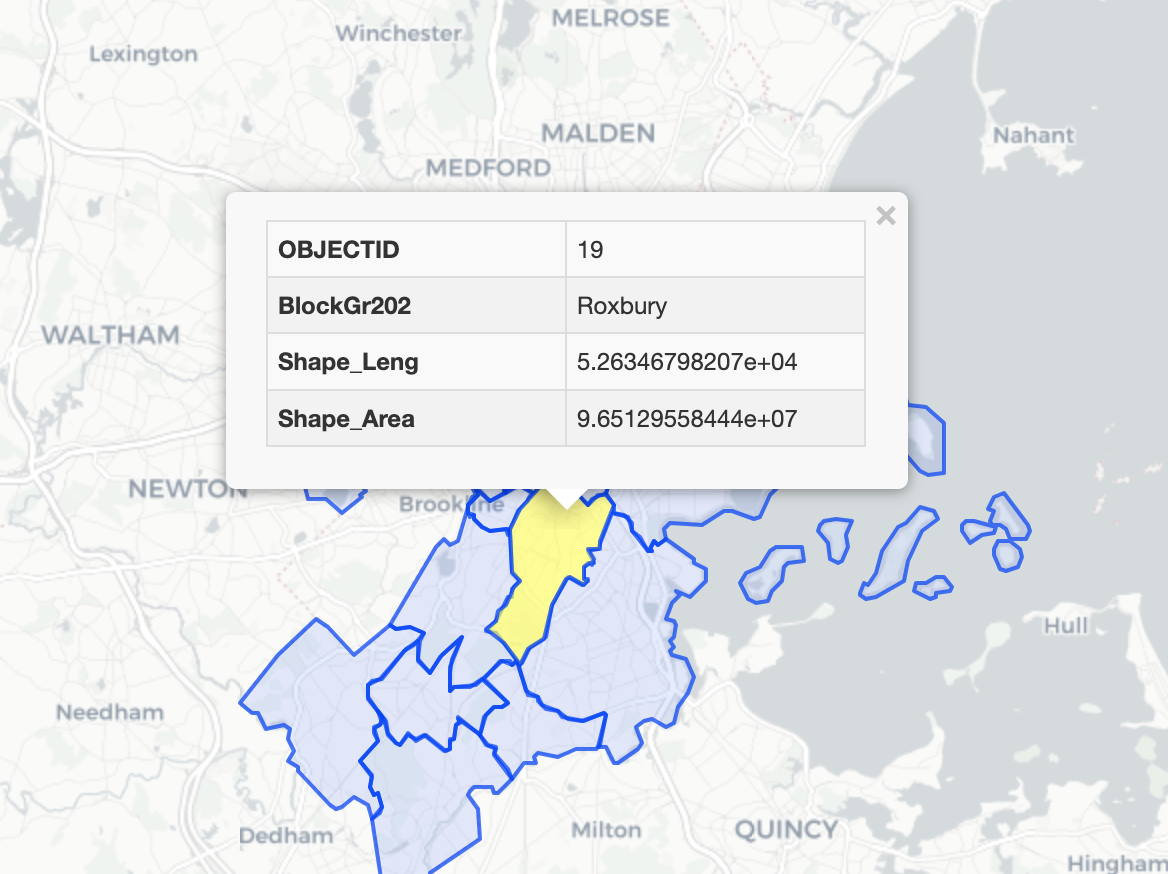 MELROSE
Winchester
Lexington
MALDEN
Nahant
MEDFORD
×
OBJECTID 19
BlockGr202 Roxbury
Shape_Leng 5.26346798207e+04
Shape_Area 9.65129558444e+07
WALTHAM
NEWTON
Brookline
Hull
Needham
Dedham
Milton
QUINCY
Hingham